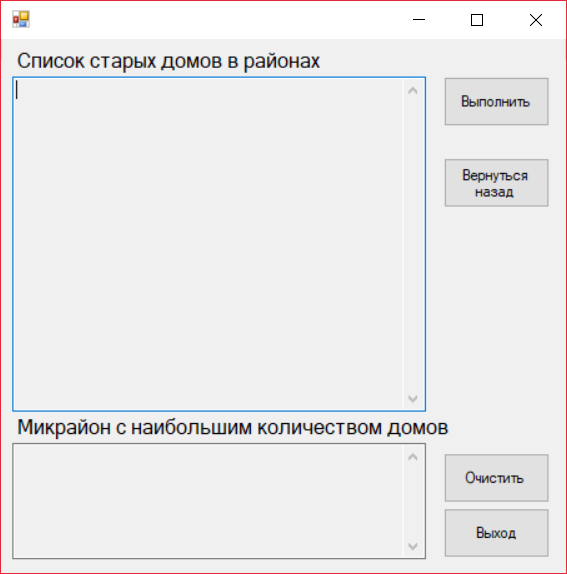 Список старых домов в районах
Выполнить
Вернуться
назад
Микрайон с наибольшим количеством домов
Очистить
Выход